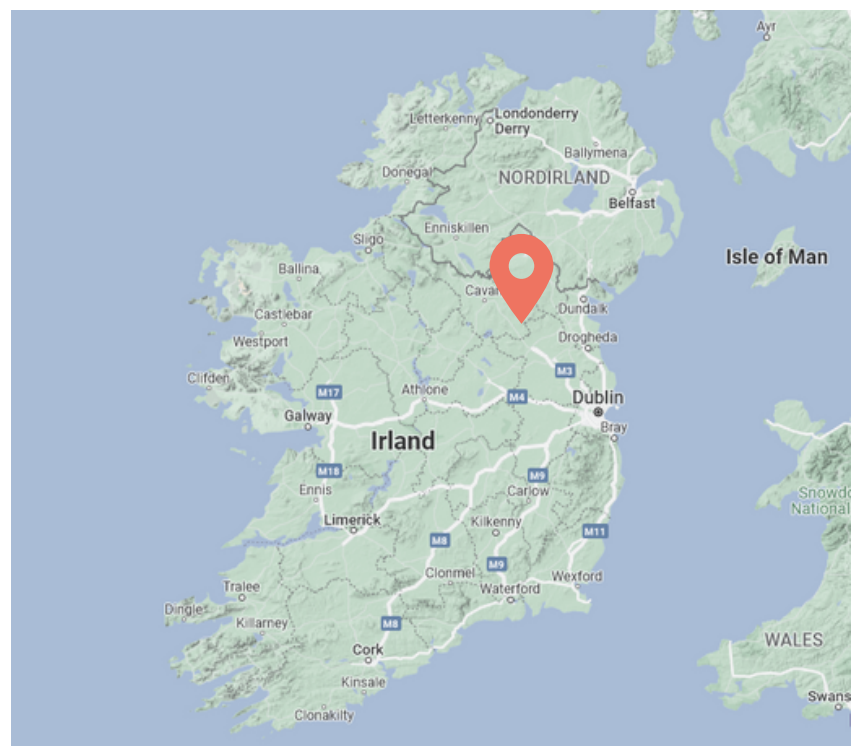 Ayr
Londonderry
Derry
Letterkenny
Ballymena
Donegal
NORDIRLAND
Belfast
Enniskillen
Sligo
Isle of Man
Ballina
Dundalk
Castlebar
Drogheda
Westport
M3
Clifden
Athlone
M17
M4
Dublin
Galway
Bray
Irland
M18
M9
Ennis
Carlow
Limerick
Kilkenny
M11
M8
M9
Clonmel
Wexford
Tralee
Waterford
Dingle
Killarney
M8
WALES
Cork
Kinsale
Swans
Clonakilty
Snowdo
National